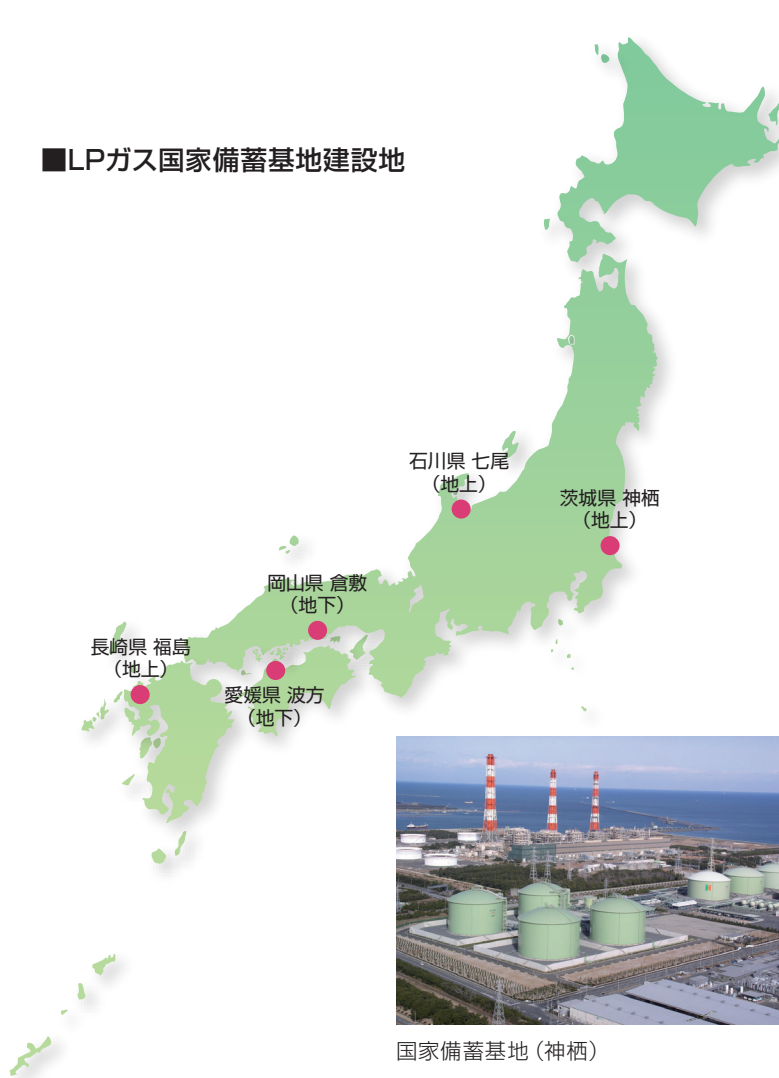 ■LPガス国家備蓄基地建設地
石川県 七尾
（地上）
茨城県 神栖
（地上）
岡山県 倉敷
（地下）
長崎県 福島
（地上）
愛媛県 波方
（地下）
国家備蓄基地（神栖）